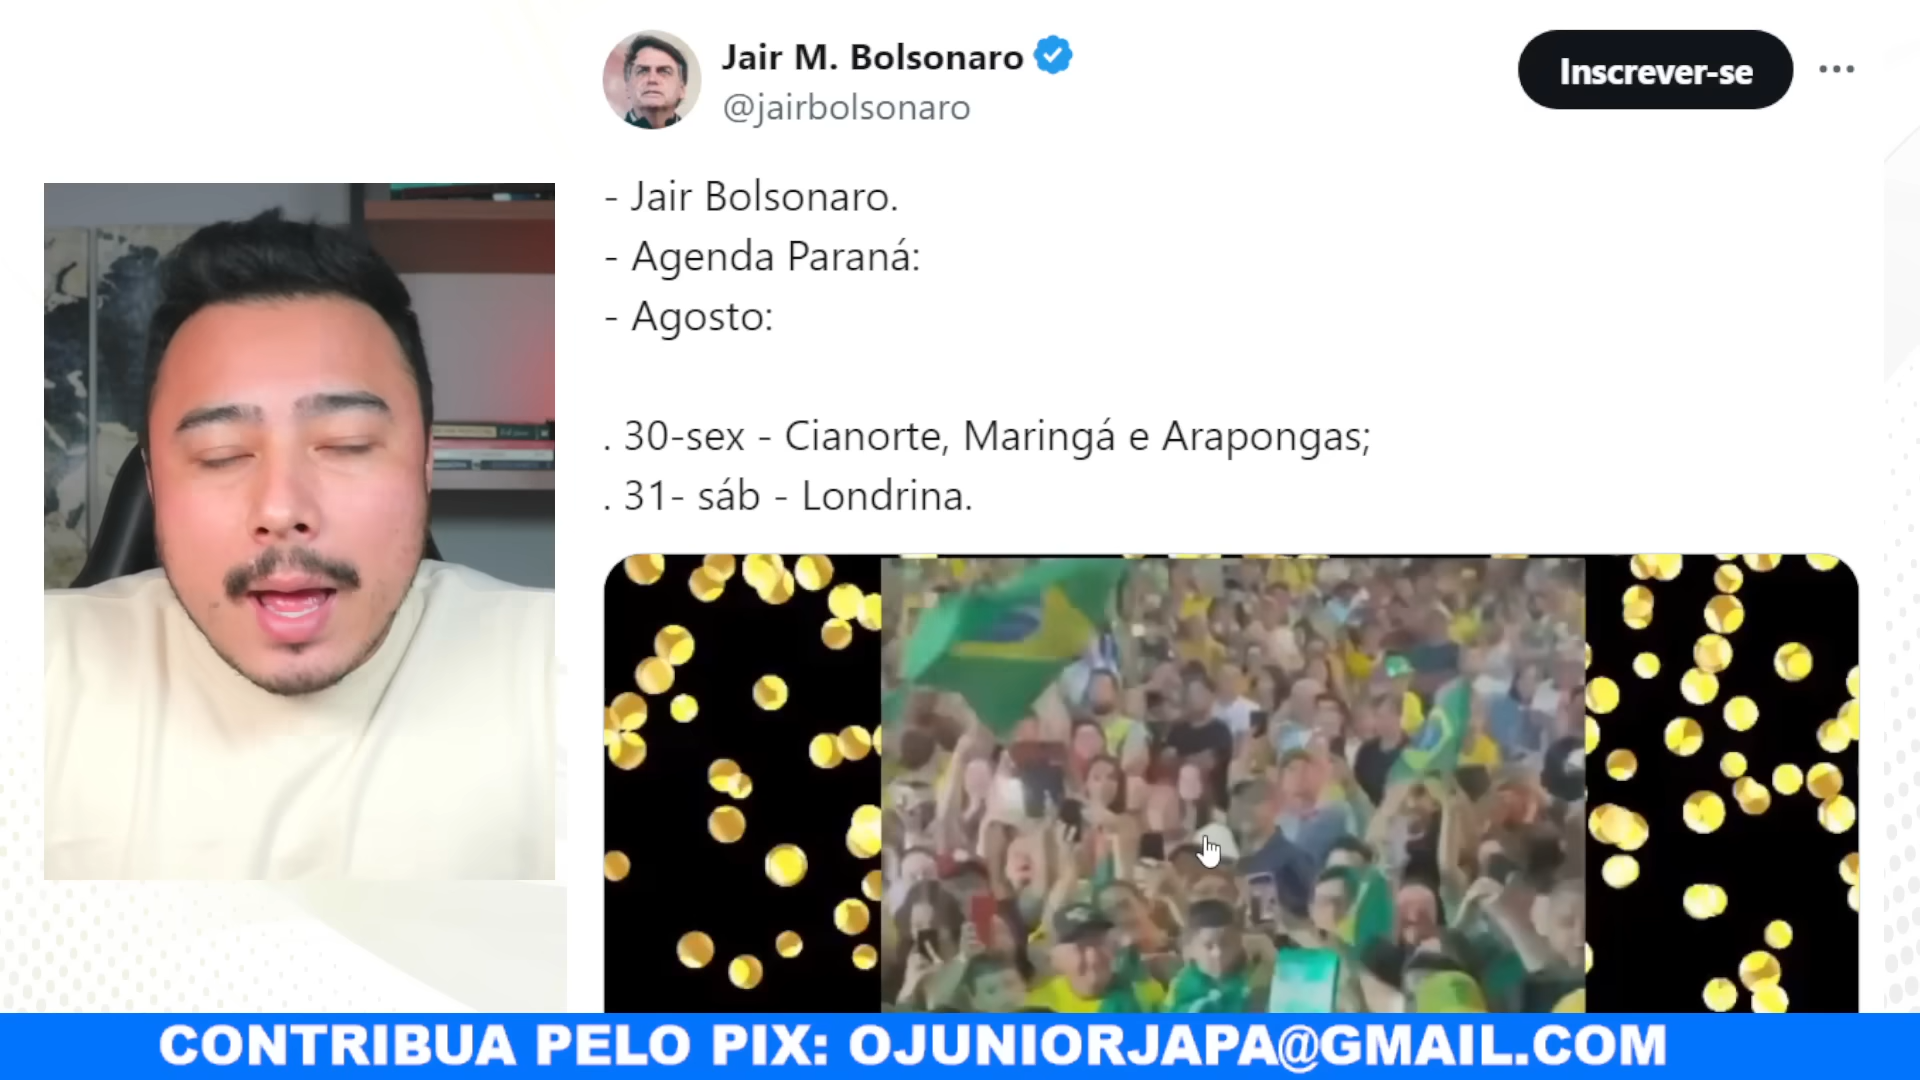 Jair M. Bolsonaro
@jairbolsonaro
Inscrever-se
- Jair Bolsonaro.
- Agenda Paraná:
- Agosto:
. 30-sex - Cianorte, Maringá e Arapongas;
. 31- sáb - Londrina.
CONTRIBUA PELO PIX: OJUNIORJAPA@GMAIL.COM